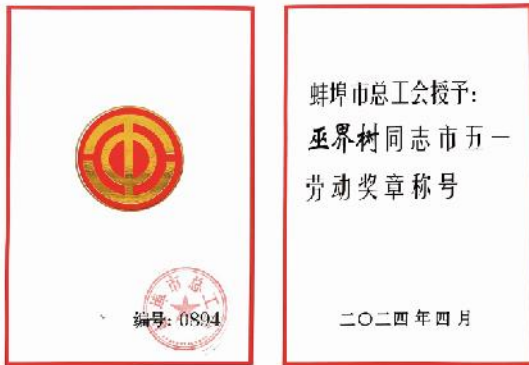 编号: 0894
蚌埠市总工会授予:
巫界树同志市五一
劳动奖章称号
二〇二四年四月